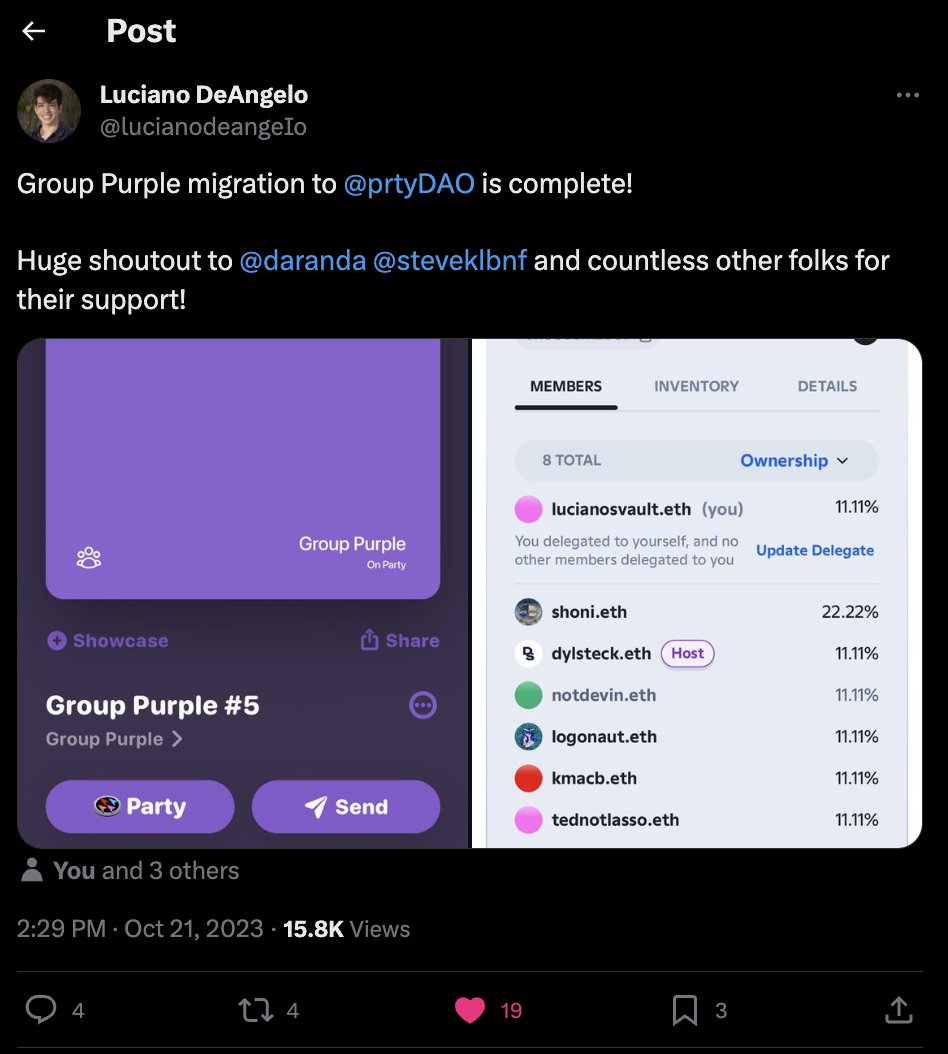 Post
Luciano DeAngelo
@lucianodeangeIo
Group Purple migration to @prtyDAO is complete!
Huge shoutout to @daranda @steveklbnf and countless other folks for
their support!
Group Purple
On Party
Showcase
Share
Group Purple #5
Group Purple
Party
Send
MEMBERS
INVENTORY
DETAILS
8 TOTAL
Ownership
lucianosvault.eth (you)
11.11%
You delegated to yourself, and no
other members delegated to you
Update Delegate
shoni.eth
22.22%
dylsteck.eth
Host
11.11%
notdevin.eth
11.11%
logonaut.eth
11.11%
kmacb.eth
11.11%
tednotlasso.eth
11.11%
You and 3 others
2:29 PM · Oct 21, 2023 · 15.8K Views
4
4
19
3